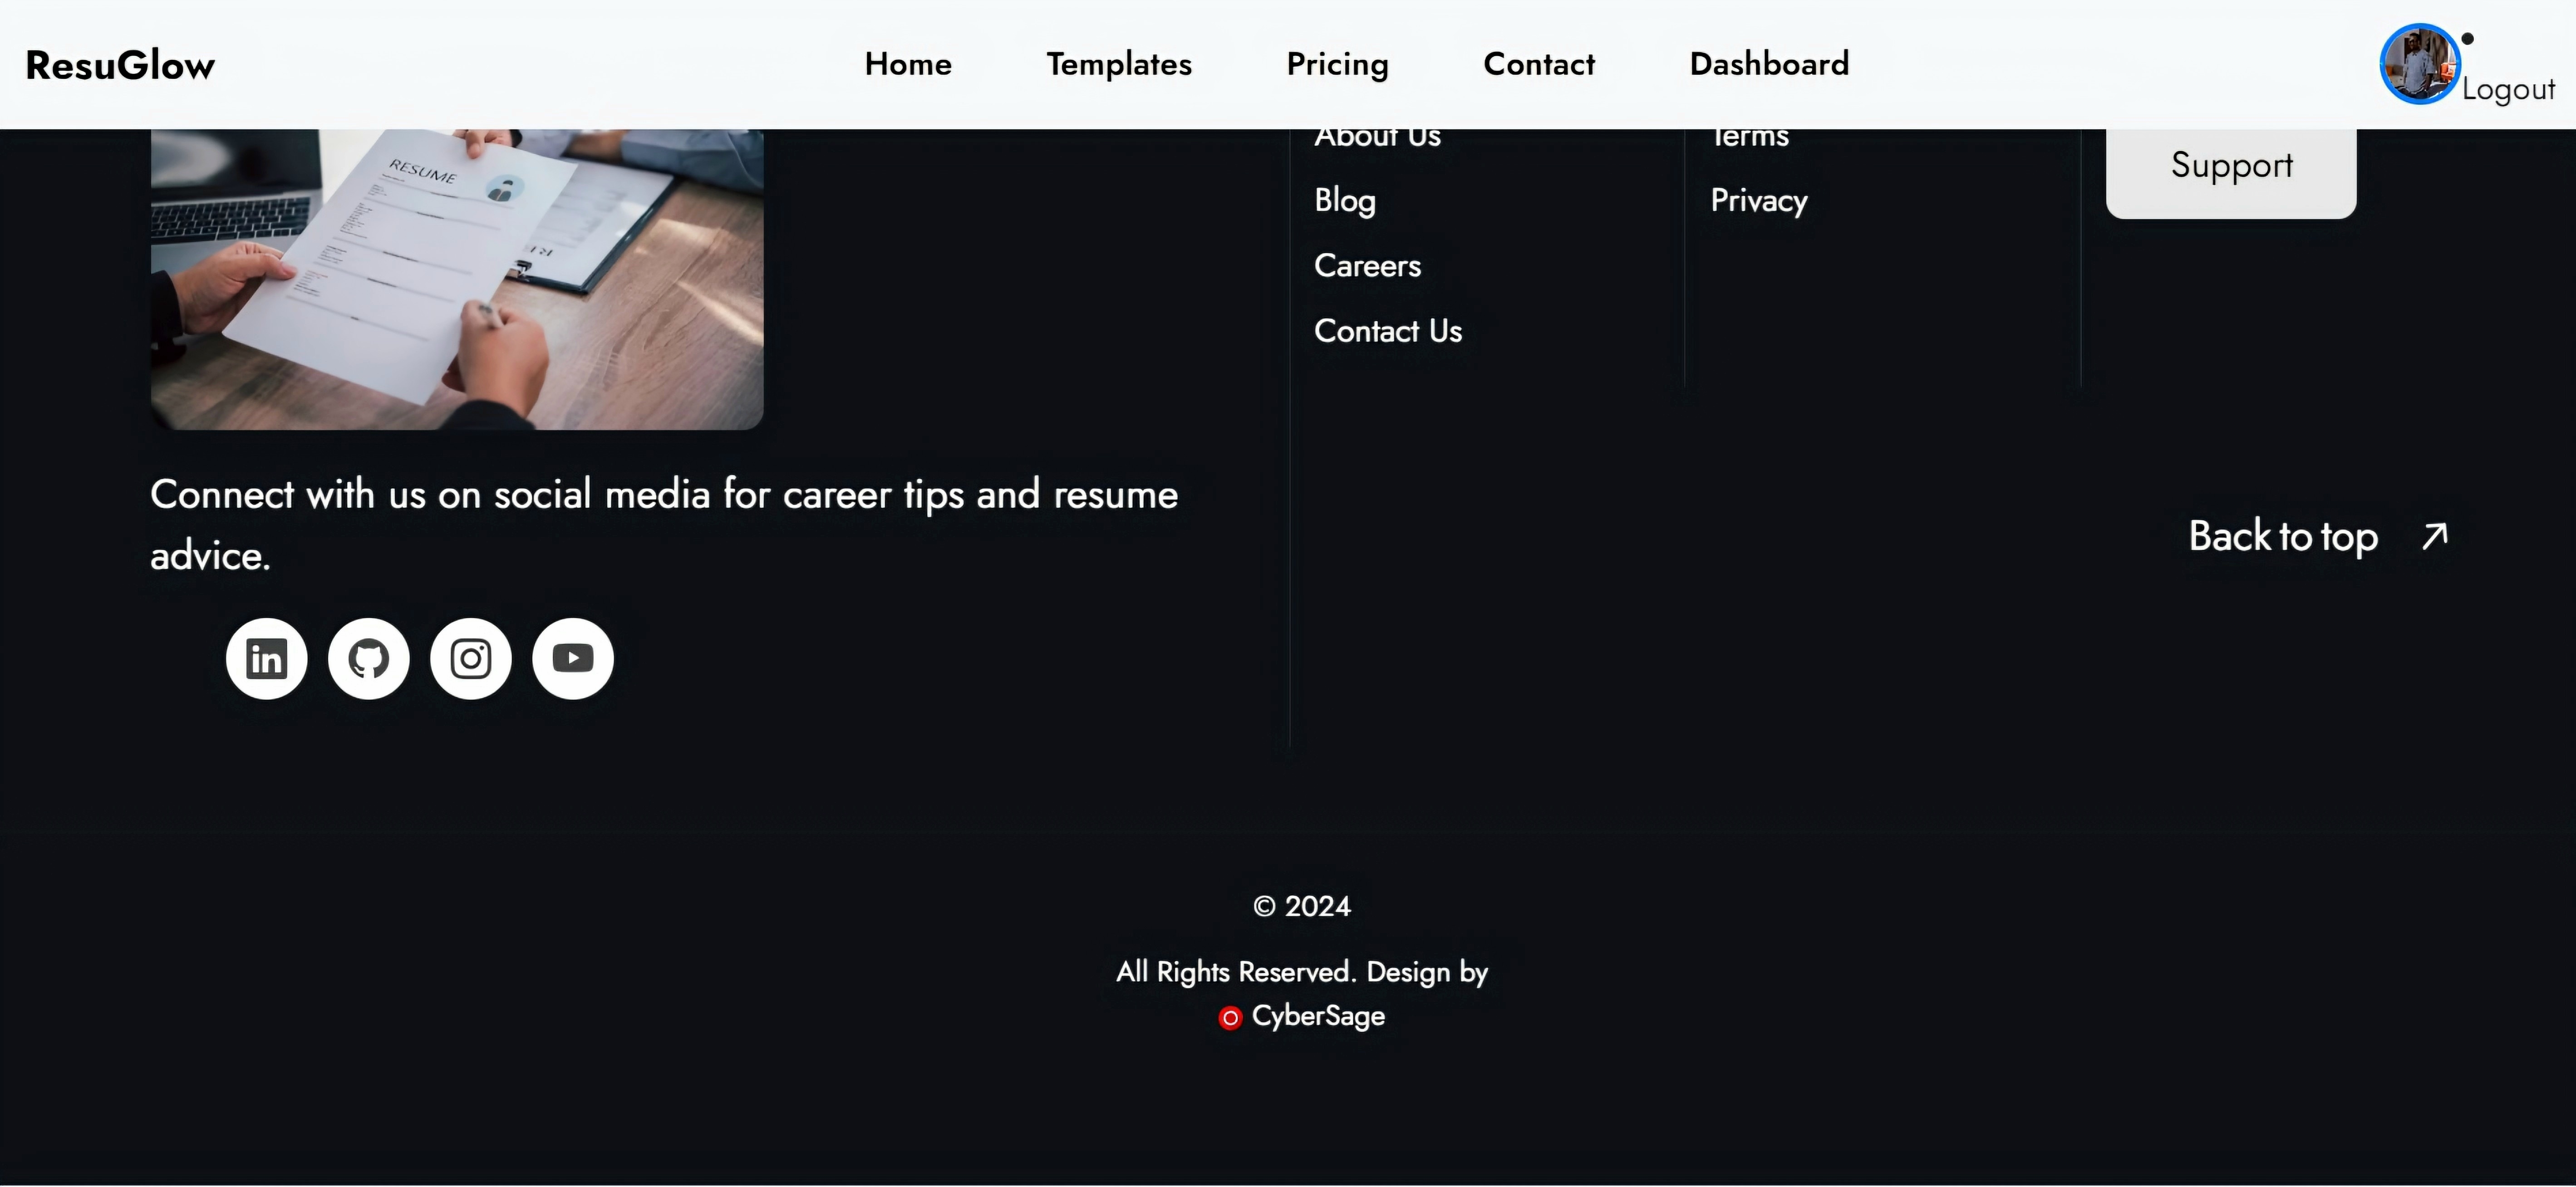 ResuGlow
Home
Templates
Pricing
Contact
Dashboard
Logout
RESUME
About Us
Blog
Careers
Contact Us
Terms
Privacy
Support
Connect with us on social media for career tips and resume
advice.
in
Back to top
© 2024
All Rights Reserved. Design by
CyberSage